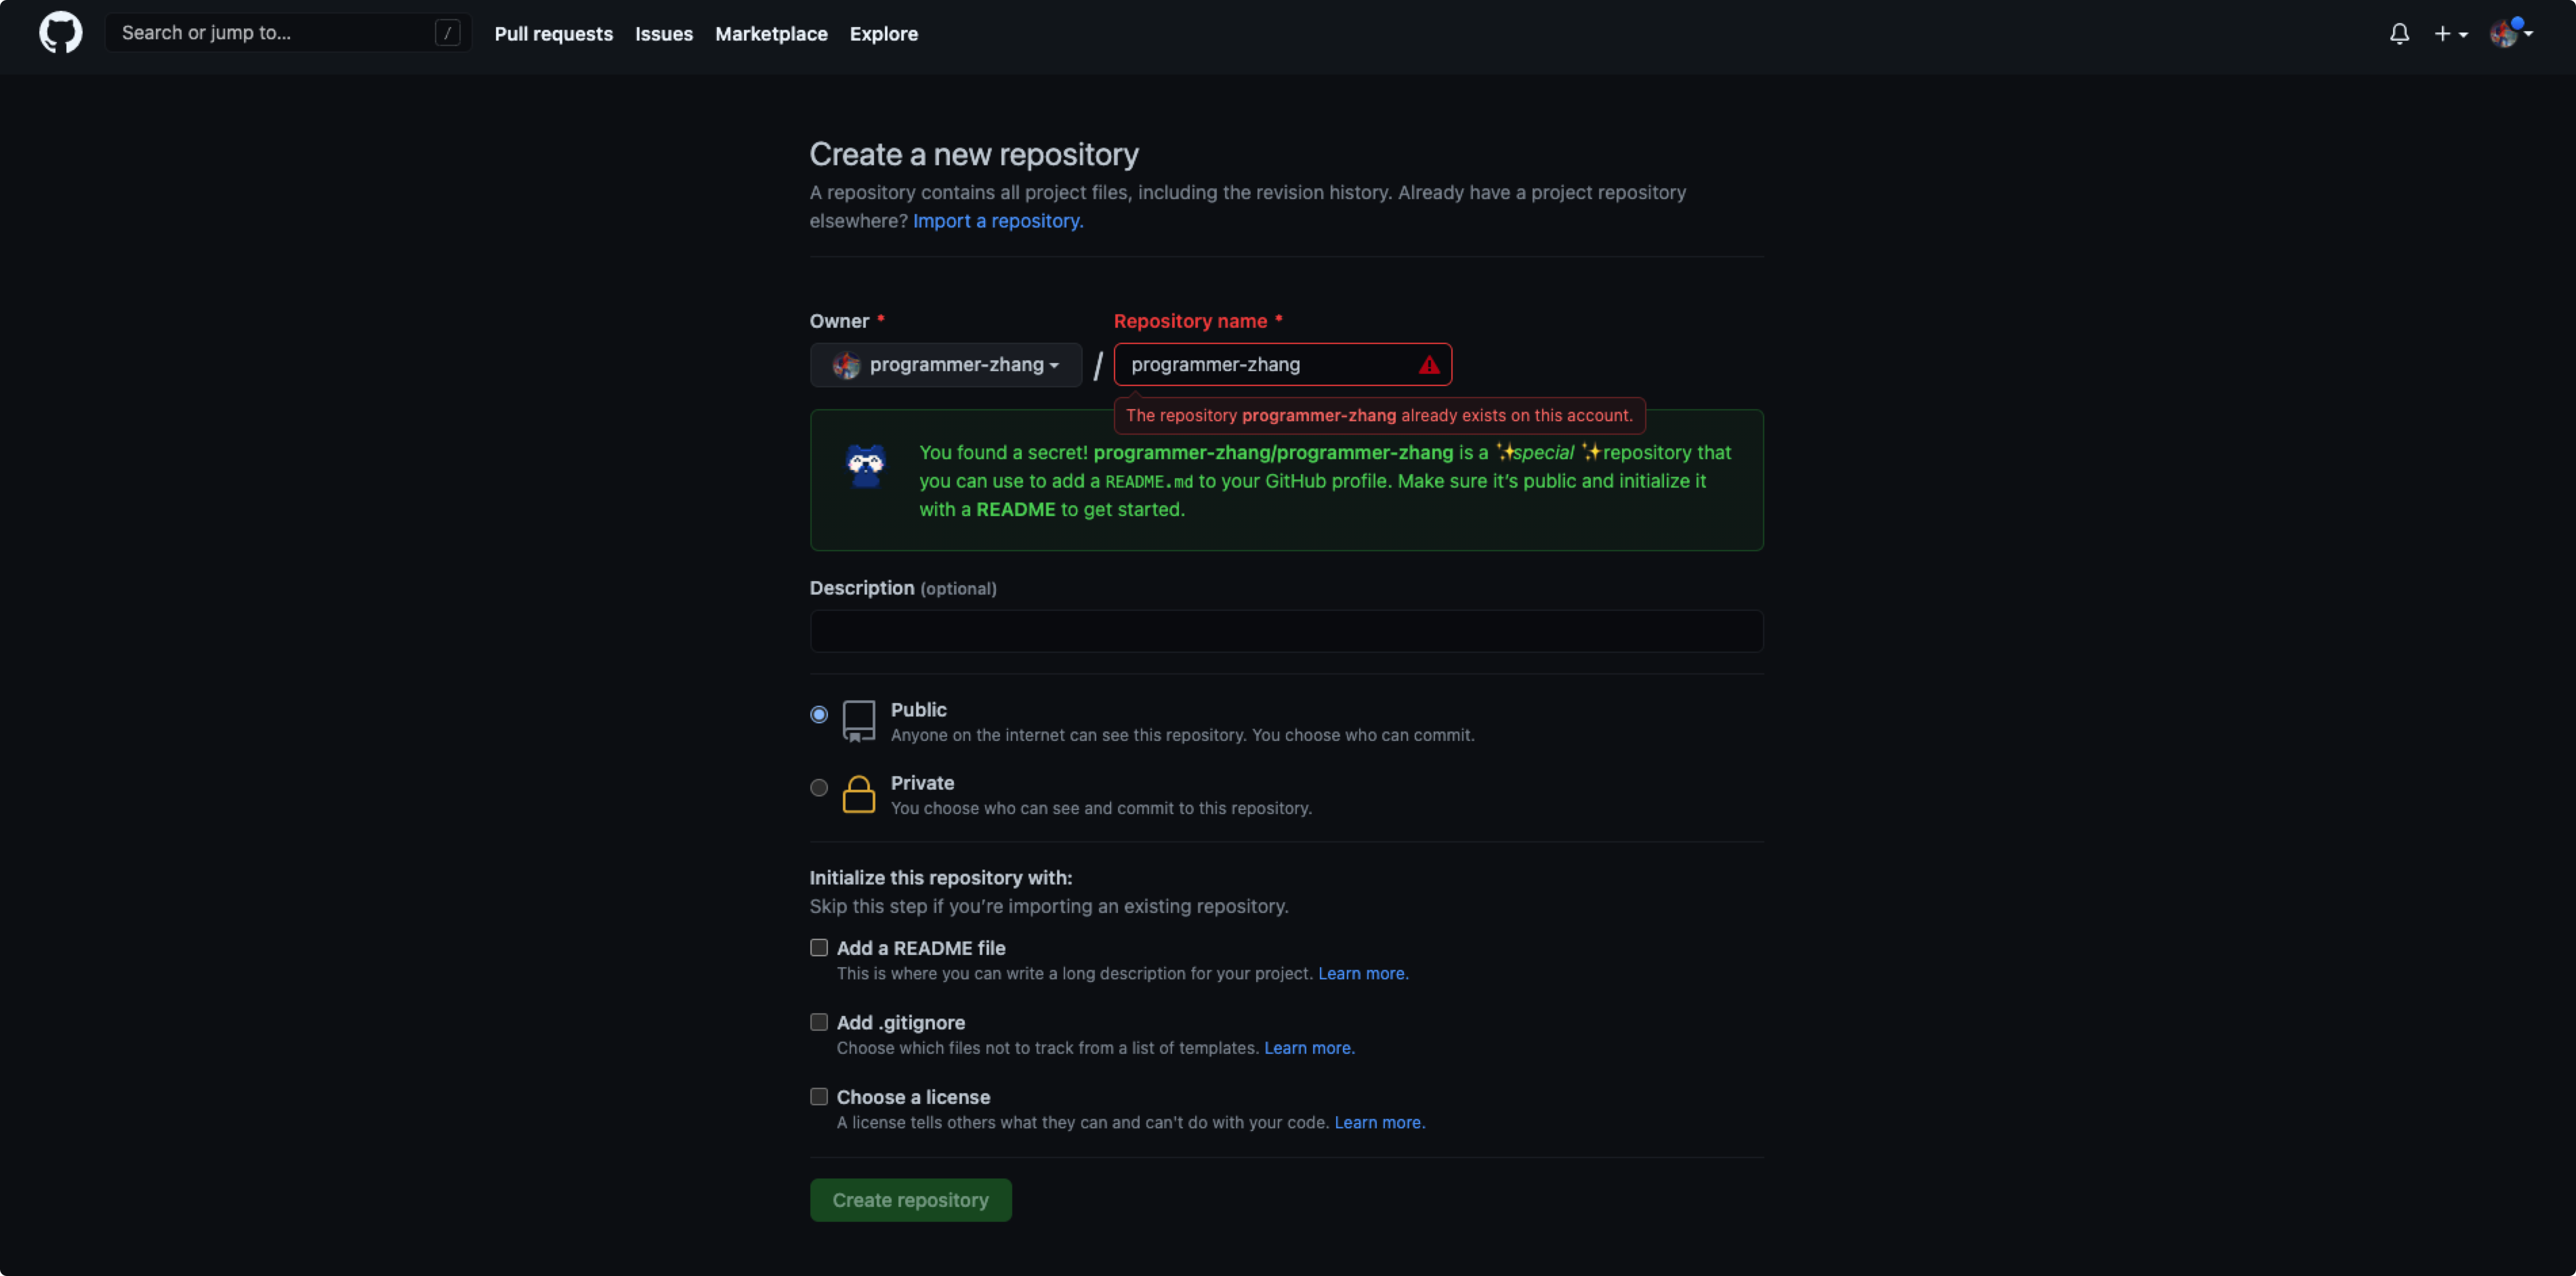 Search or jump to... / Pull requests Issues Marketplace Explore
Create a new repository
A repository contains all project files, including the revision history. Already have a project repository
elsewhere? Import a repository.
Owner * Repository name *
programmer-zhang / programmer-zhang
The repository programmer-zhang already exists on this account.
You found a secret! programmer-zhang/programmer-zhang is a ✨special ✨repository that
you can use to add a README.md to your GitHub profile. Make sure it’s public and initialize it
with a README to get started.
Description (optional)
Public
Anyone on the internet can see this repository. You choose who can commit.
Private
You choose who can see and commit to this repository.
Initialize this repository with:
Skip this step if you’re importing an existing repository.
Add a README file
This is where you can write a long description for your project. Learn more.
Add .gitignore
Choose which files not to track from a list of templates. Learn more.
Choose a license
A license tells others what they can and can't do with your code. Learn more.
Create repository